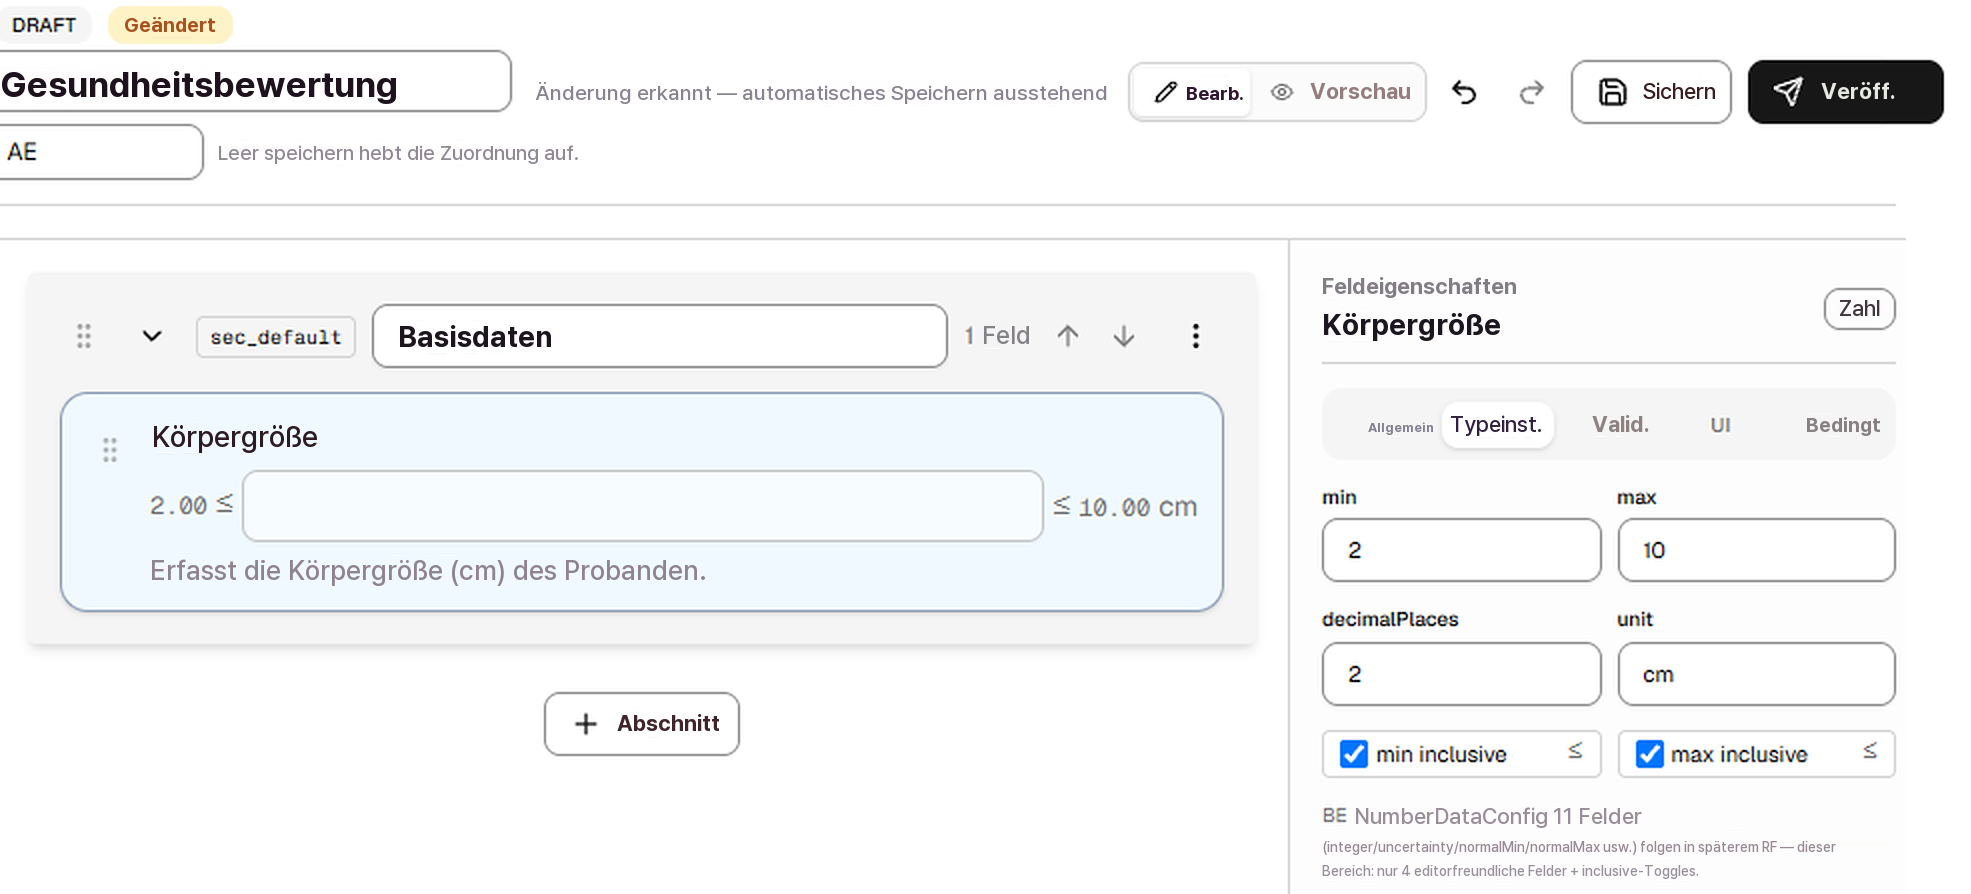 DRAFT Geändert
Gesundheitsbewertung
Änderung erkannt — automatisches Speichern ausstehend
Bearb. Vorschau Sichern Veröff.
AE Leer speichern hebt die Zuordnung auf.
sec_default Basisdaten 1 Feld
Körpergröße
2.00 ≤ ≤ 10.00 cm
Erfasst die Körpergröße (cm) des Probanden.
+ Abschnitt
Feldeigenschaften
Körpergröße Zahl
Allgemein Typeinst. Valid. UI Bedingt
min max
2 10
decimalPlaces unit
2 cm
min inclusive ≤ max inclusive ≤
BE NumberDataConfig 11 Felder
(integer/uncertainty/normalMin/normalMax usw.) folgen in späterem RF — dieser
Bereich: nur 4 editorfreundliche Felder + inclusive-Toggles.